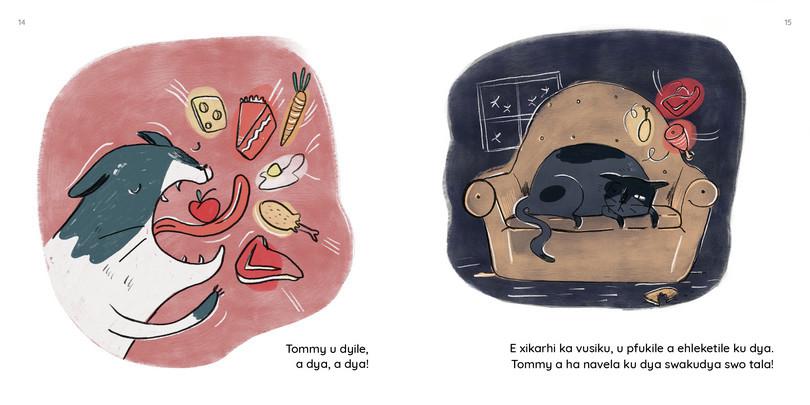 14
15
Tommy u dyile,
a dya, a dya!
E xikarhi ka vusiku, u pfukile a ehleketile ku dya.
Tommy a ha navela ku dya swakudya swo tala!